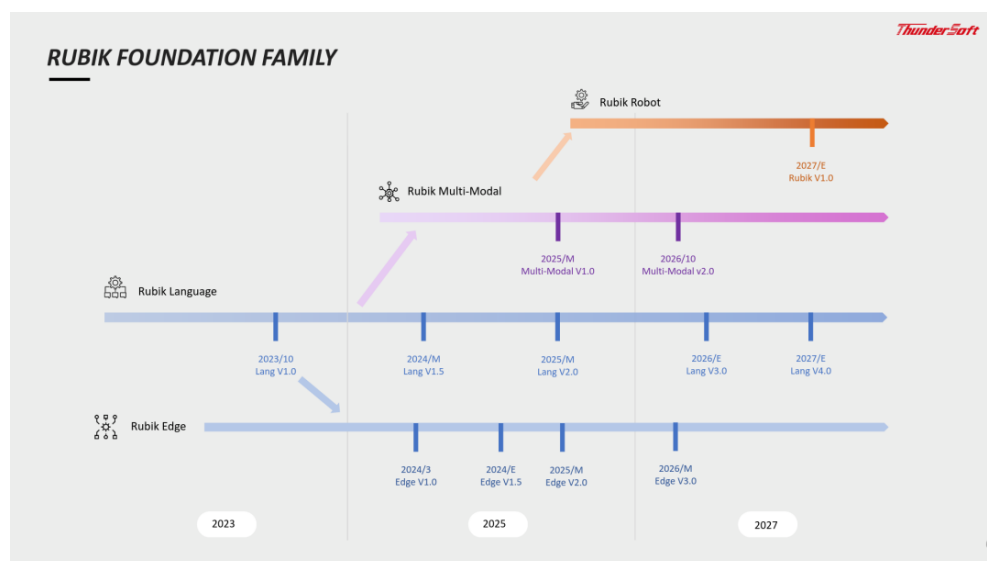 ThunderSoft
RUBIK FOUNDATION FAMILY
Rubik Robot
2027/E
Rubik V1.0
Rubik Multi-Modal
2025/M
Multi-Modal V1.0
2026/10
Multi-Modal v2.0
Rubik Language
2023/10
Lang V1.0
2024/M
Lang V1.5
2025/M
Lang V2.0
2026/E
Lang V3.0
2027/E
Lang V4.0
Rubik Edge
2024/3
Edge V1.0
2024/E
Edge V1.5
2025/M
Edge V2.0
2026/M
Edge V3.0
2023
2025
2027